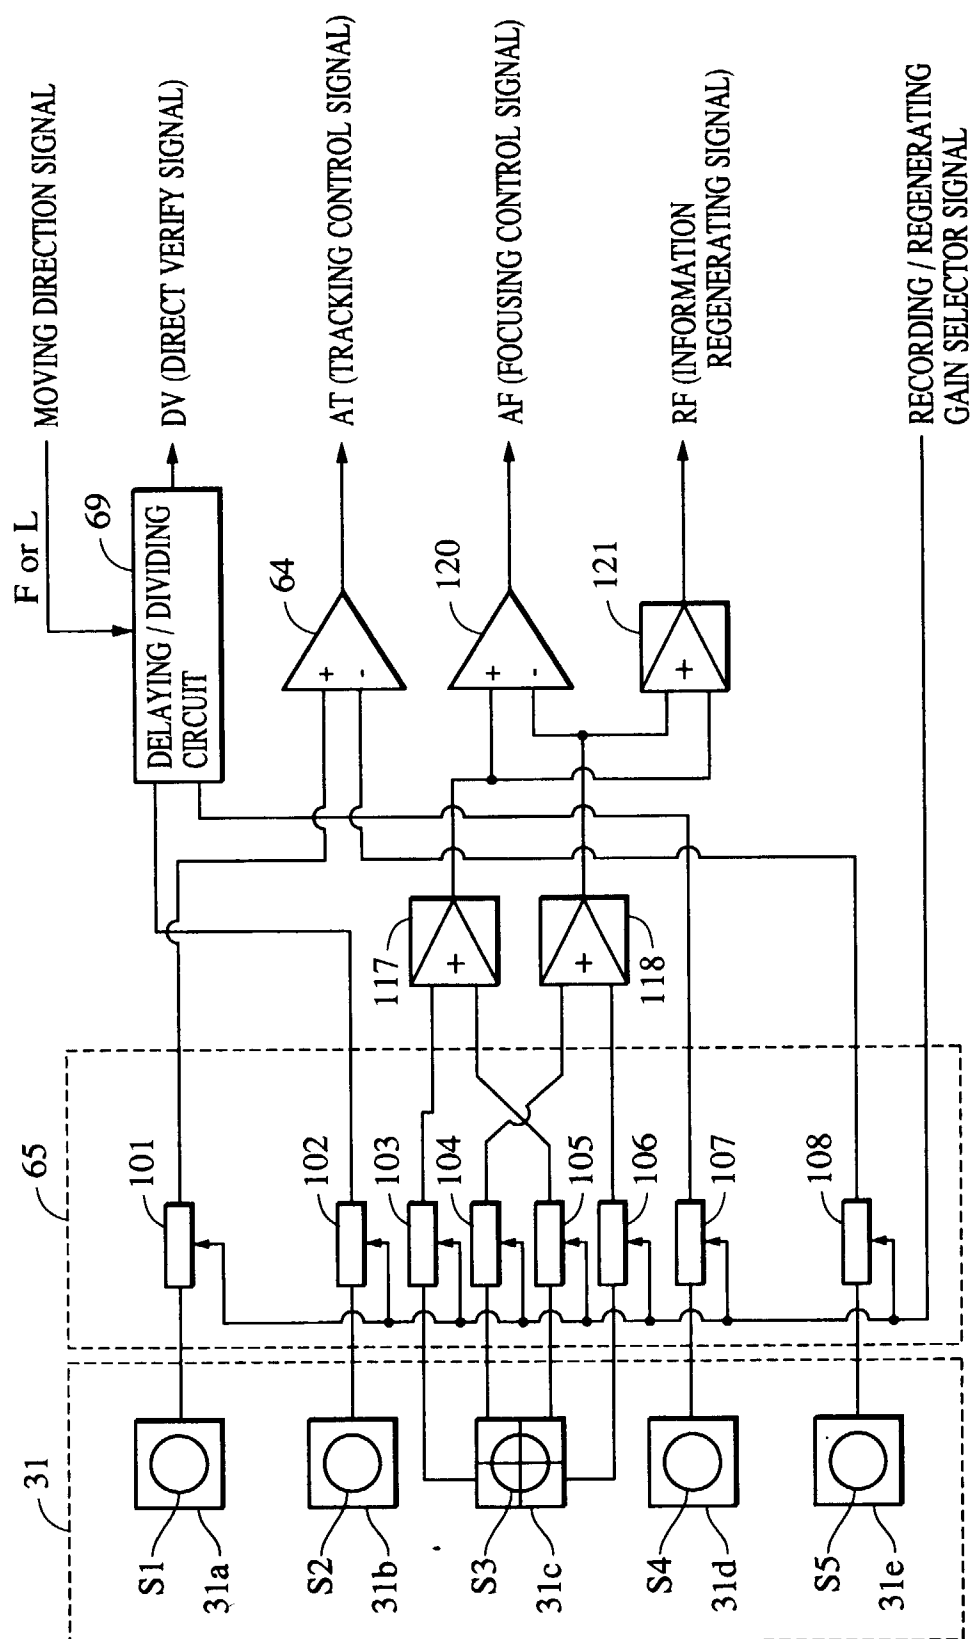 F or L
MOVING DIRECTION SIGNAL
69
DELAYING / DIVIDING
CIRCUIT
DV (DIRECT VERIFY SIGNAL)
64
+
-
AT (TRACKING CONTROL SIGNAL)
120
+
-
AF (FOCUSING CONTROL SIGNAL)
121
+
RF (INFORMATION
REGENERATING SIGNAL)
RECORDING / REGENERATING
GAIN SELECTOR SIGNAL
117
+
118
+
65
101
102
103
104
105
106
107
108
31
S1
31a
S2
31b
S3
31c
S4
31d
S5
31e